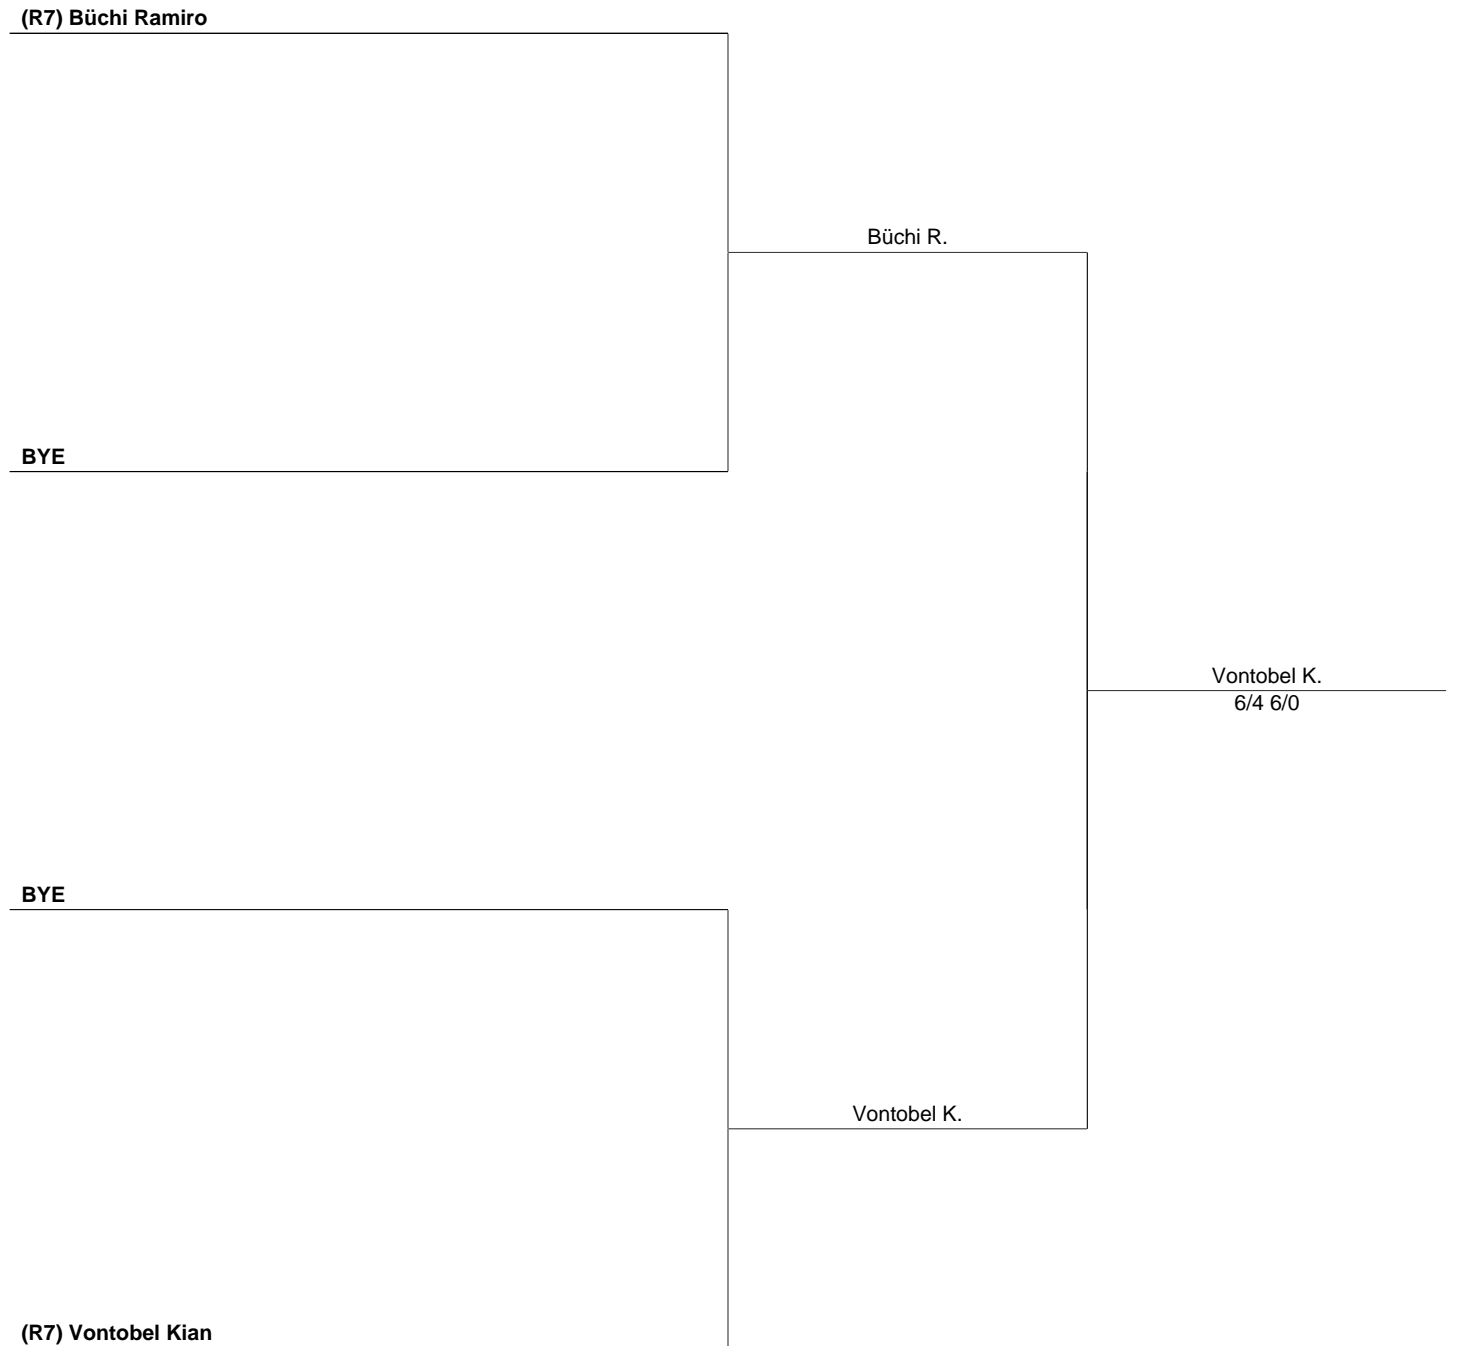 (R7) Büchi Ramiro
Büchi R.
BYE
Vontobel K.
6/4 6/0
BYE
Vontobel K.
(R7) Vontobel Kian